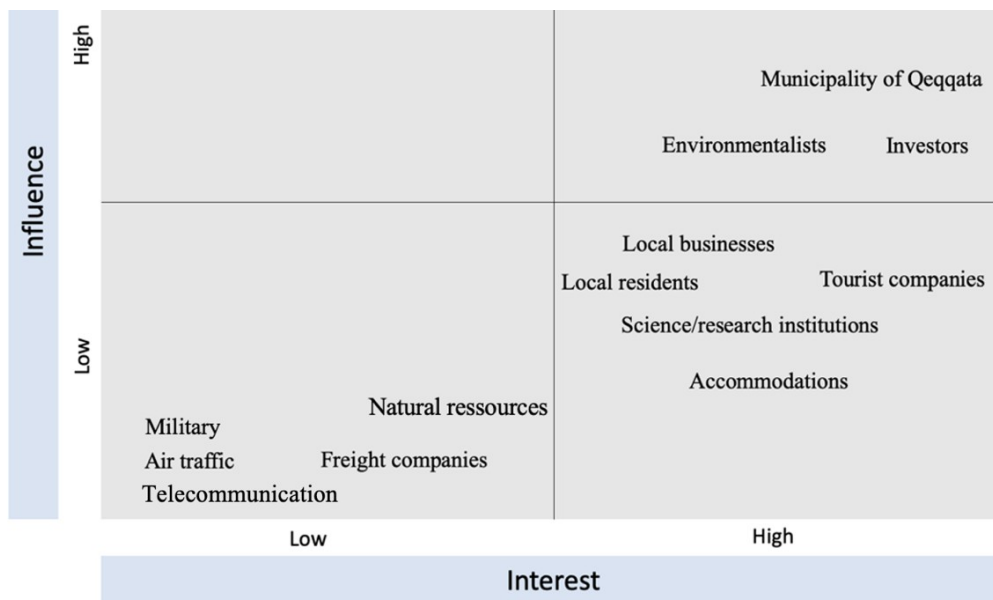 High
Municipality of Qeqqata
Environmentalists
Investors
Influence
Local businesses
Local residents
Tourist companies
Science/research institutions
Low
Accommodations
Natural ressources
Military
Air traffic
Freight companies
Telecommunication
Low
High
Interest